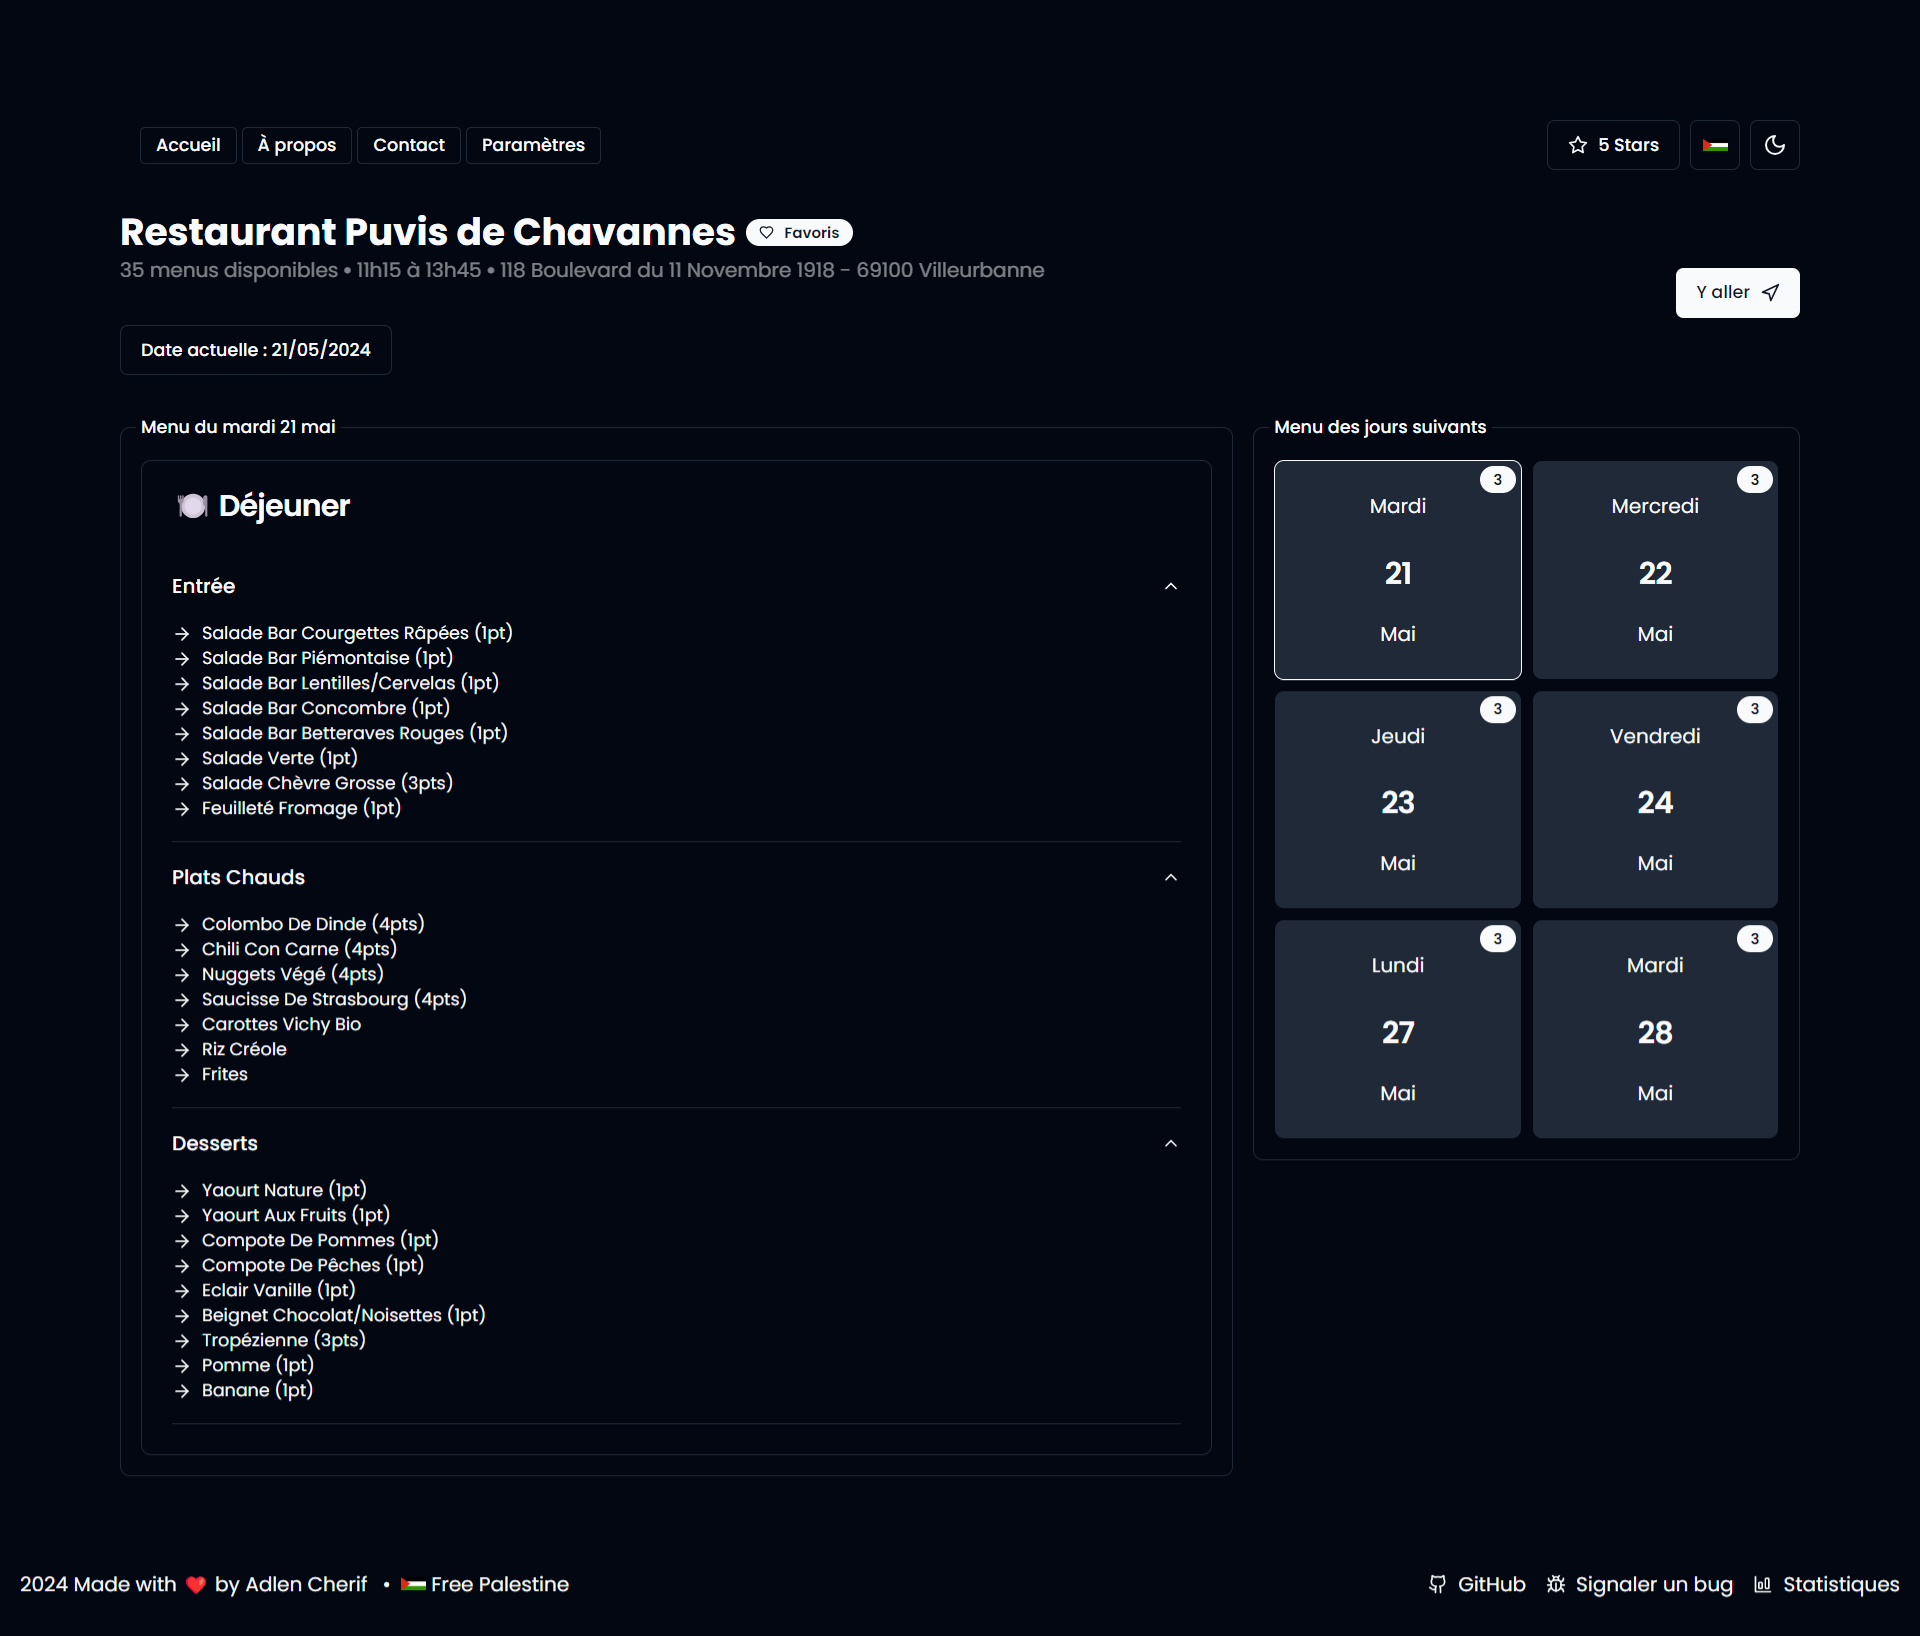 Accueil
À propos
Contact
Paramètres
5 Stars
Restaurant Puvis de Chavannes
Favoris
35 menus disponibles • 11h15 à 13h45 • 118 Boulevard du 11 Novembre 1918 - 69100 Villeurbanne
Y aller
Date actuelle : 21/05/2024
Menu du mardi 21 mai
Déjeuner
Entrée
Salade Bar Courgettes Râpées (1pt)
Salade Bar Piémontaise (1pt)
Salade Bar Lentilles/Cervelas (1pt)
Salade Bar Concombre (1pt)
Salade Bar Betteraves Rouges (1pt)
Salade Verte (1pt)
Salade Chèvre Grosse (3pts)
Feuilleté Fromage (1pt)
Plats Chauds
Colombo De Dinde (4pts)
Chili Con Carne (4pts)
Nuggets Végé (4pts)
Saucisse De Strasbourg (4pts)
Carottes Vichy Bio
Riz Créole
Frites
Desserts
Yaourt Nature (1pt)
Yaourt Aux Fruits (1pt)
Compote De Pommes (1pt)
Compote De Pêches (1pt)
Eclair Vanille (1pt)
Beignet Chocolat/Noisettes (1pt)
Tropézienne (3pts)
Pomme (1pt)
Banane (1pt)
Menu des jours suivants
3
Mardi
21
Mai
3
Mercredi
22
Mai
3
Jeudi
23
Mai
3
Vendredi
24
Mai
3
Lundi
27
Mai
3
Mardi
28
Mai
2024 Made with ❤️ by Adlen Cherif • 🇵🇸 Free Palestine
GitHub
Signaler un bug
Statistiques